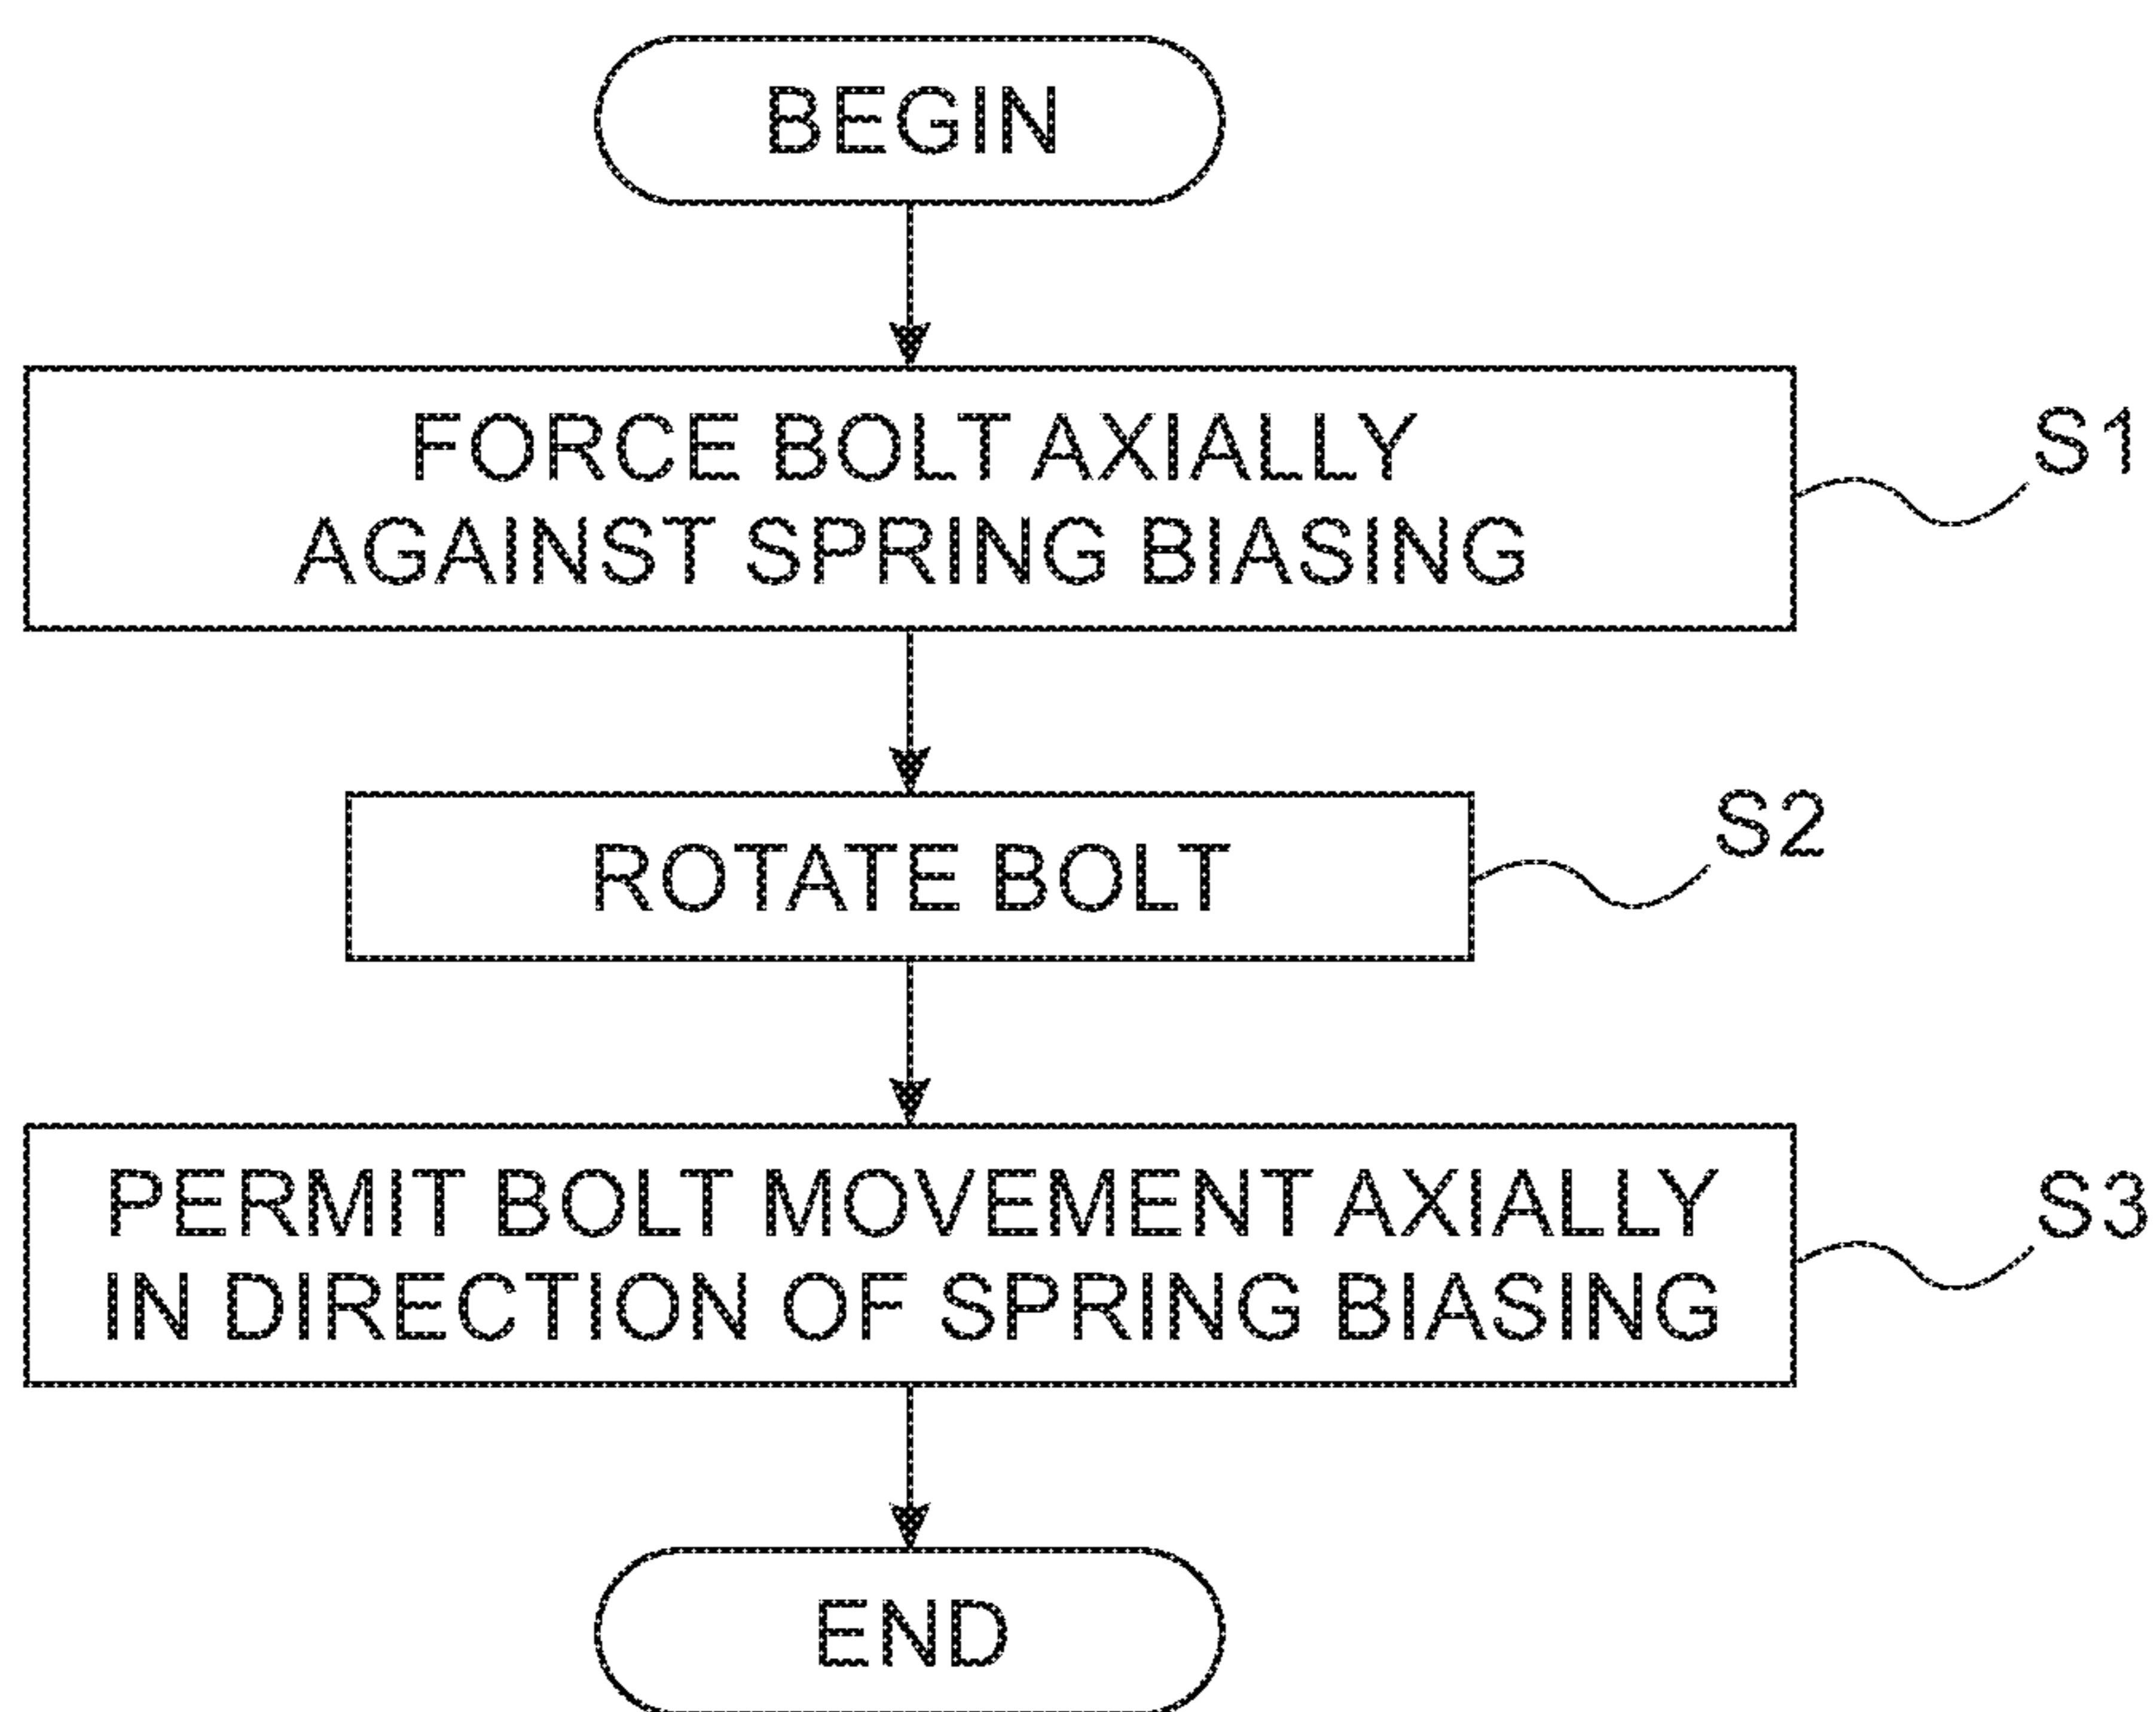 BEGIN
FORCE BOLT AXIALLY
AGAINST SPRING BIASING
S1
ROTATE BOLT
S2
PERMIT BOLT MOVEMENT AXIALLY
IN DIRECTION OF SPRING BIASING
S3
END